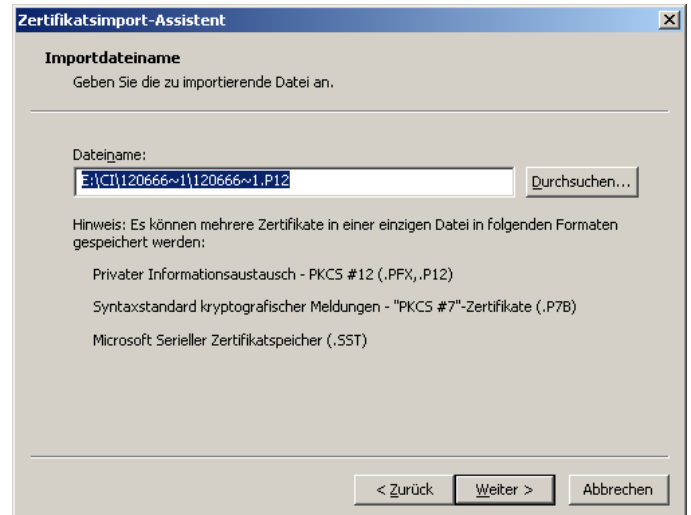 Zertifikatsimport-Assistent
Importdateiname
Geben Sie die zu importierende Datei an.
Dateiname:
E:\CI\120666~1\120666~1.P12
Durchsuchen...
Hinweis: Es können mehrere Zertifikate in einer einzigen Datei in folgenden Formaten
gespeichert werden:
Privater Informationsaustausch - PKCS #12 (.PFX,.P12)
Syntaxstandard kryptografischer Meldungen - "PKCS #7"-Zertifikate (.P7B)
Microsoft Serieller Zertifikatspeicher (.SST)
< Zurück
Weiter >
Abbrechen